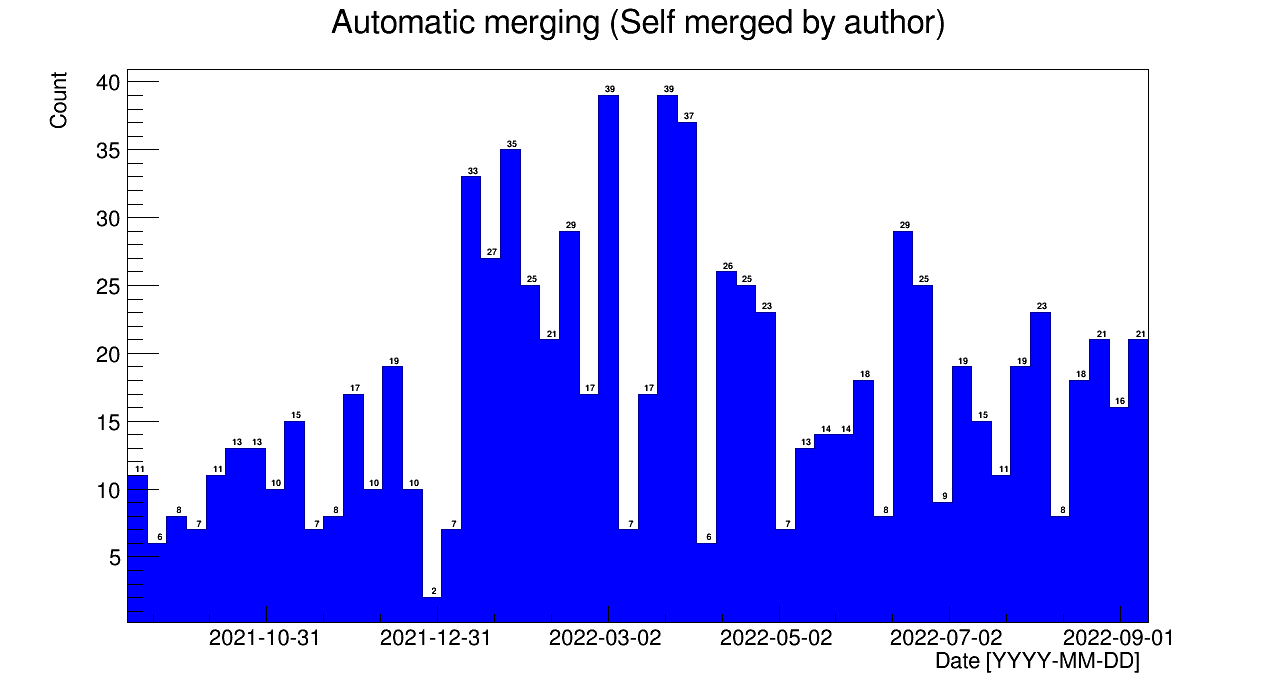 Automatic merging (Self merged by author)
Count
40
35
30
25
20
15
10
5
11 6 8 7 11 13 13 10 15 7 8 17 10 19 10 2 7 33 27 35 25 21 29 17 39 7 17 39 37 6 26 25 23 7 13 14 14 18 8 29 25 9 19 15 11 19 23 8 18 21 16 21
2021-10-31 2021-12-31 2022-03-02 2022-05-02 2022-07-02 2022-09-01
Date [YYYY-MM-DD]